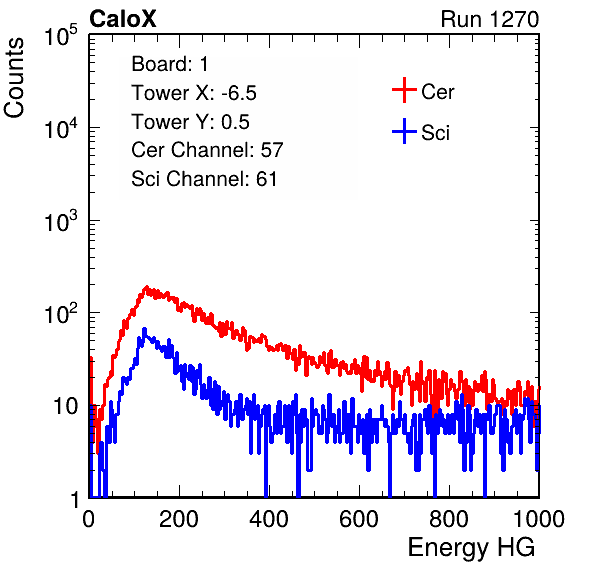 CaloX Run 1270
Counts
Board: 1
Tower X: -6.5
Tower Y: 0.5
Cer Channel: 57
Sci Channel: 61
Cer
Sci
10^5
10^4
10^3
10^2
10
1
0 200 400 600 800 1000
Energy HG